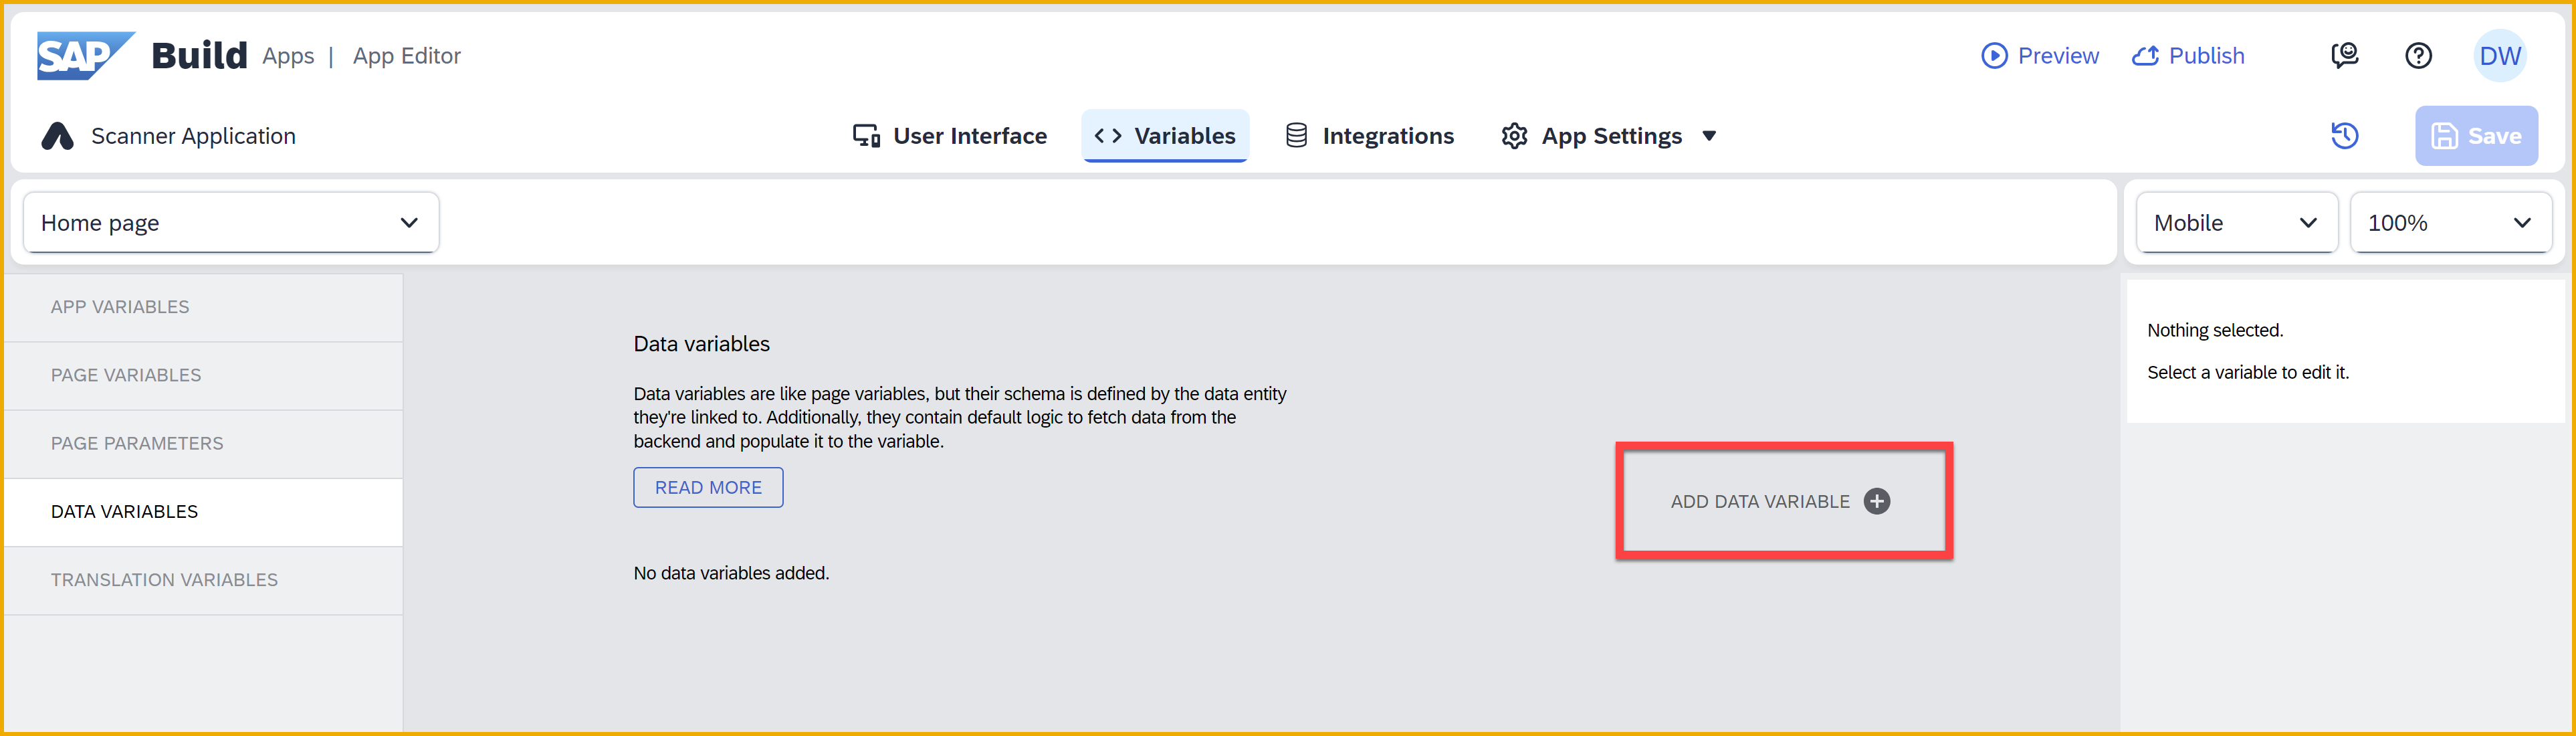 SAP Build Apps | App Editor
Preview
Publish
DW
Scanner Application
User Interface
Variables
Integrations
App Settings
Save
Home page
Mobile
100%
APP VARIABLES
PAGE VARIABLES
PAGE PARAMETERS
DATA VARIABLES
TRANSLATION VARIABLES
Data variables
Data variables are like page variables, but their schema is defined by the data entity
they're linked to. Additionally, they contain default logic to fetch data from the
backend and populate it to the variable.
READ MORE
ADD DATA VARIABLE
No data variables added.
Nothing selected.
Select a variable to edit it.